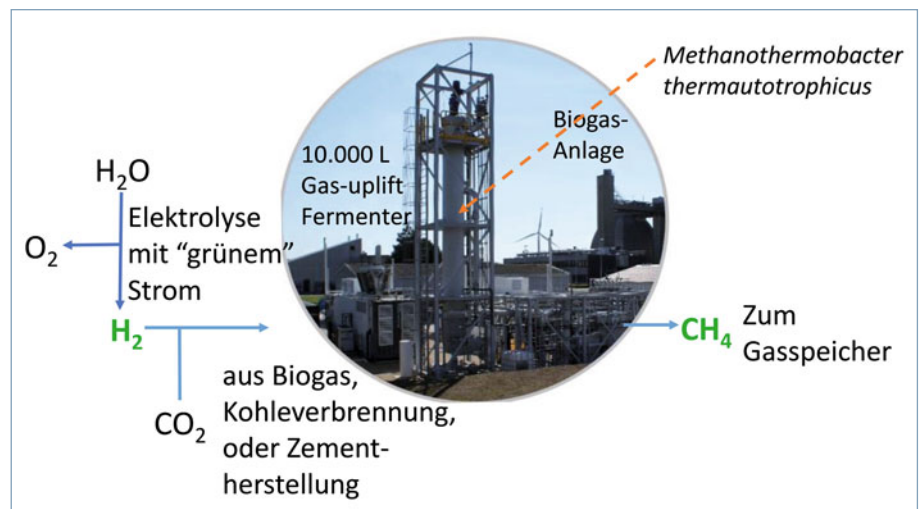 Methanothermobacter
thermautotrophicus
Biogas-
Anlage
10.000 L
Gas-uplift
Fermenter
H₂O
Elektrolyse
mit “grünem”
Strom
O₂
H₂
CO₂
aus Biogas,
Kohleverbrennung,
oder Zement-
herstellung
CH₄
Zum
Gasspeicher